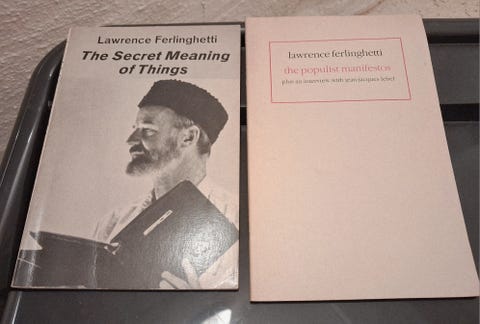 Lawrence Ferlinghetti
The Secret Meaning
of Things
lawrence ferlinghetti
the populist manifestos
plus an interview with jean-jacques lebel